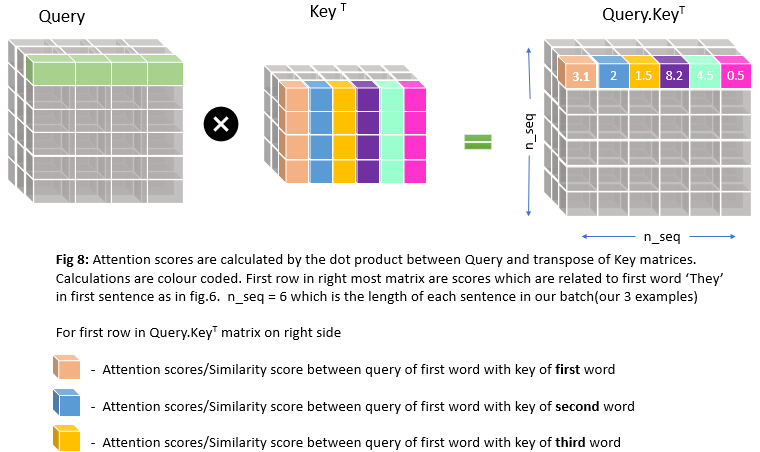 Query
Key T
Query.KeyT
3.1 2 1.5 8.2 4.5 0.5
n_seq
n_seq
Fig 8: Attention scores are calculated by the dot product between Query and transpose of Key matrices.
Calculations are colour coded. First row in right most matrix are scores which are related to first word ‘They’
in first sentence as in fig.6. n_seq = 6 which is the length of each sentence in our batch(our 3 examples)
For first row in Query.KeyT matrix on right side
- Attention scores/Similarity score between query of first word with key of first word
- Attention scores/Similarity score between query of first word with key of second word
- Attention scores/Similarity score between query of first word with key of third word